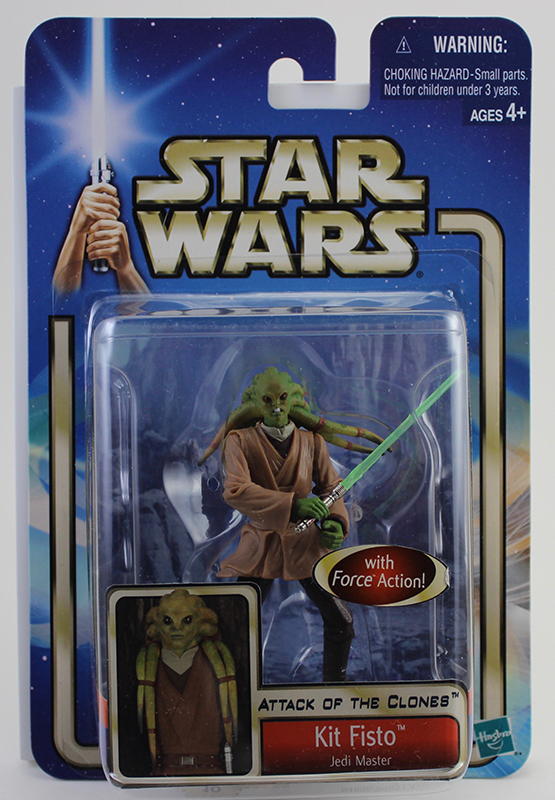 WARNING:
CHOKING HAZARD-Small parts.
Not for children under 3 years.
AGES 4+
STAR
WARS®
with
Force™ Action!
ATTACK OF THE CLONES™
Kit Fisto™
Jedi Master
Hasbro